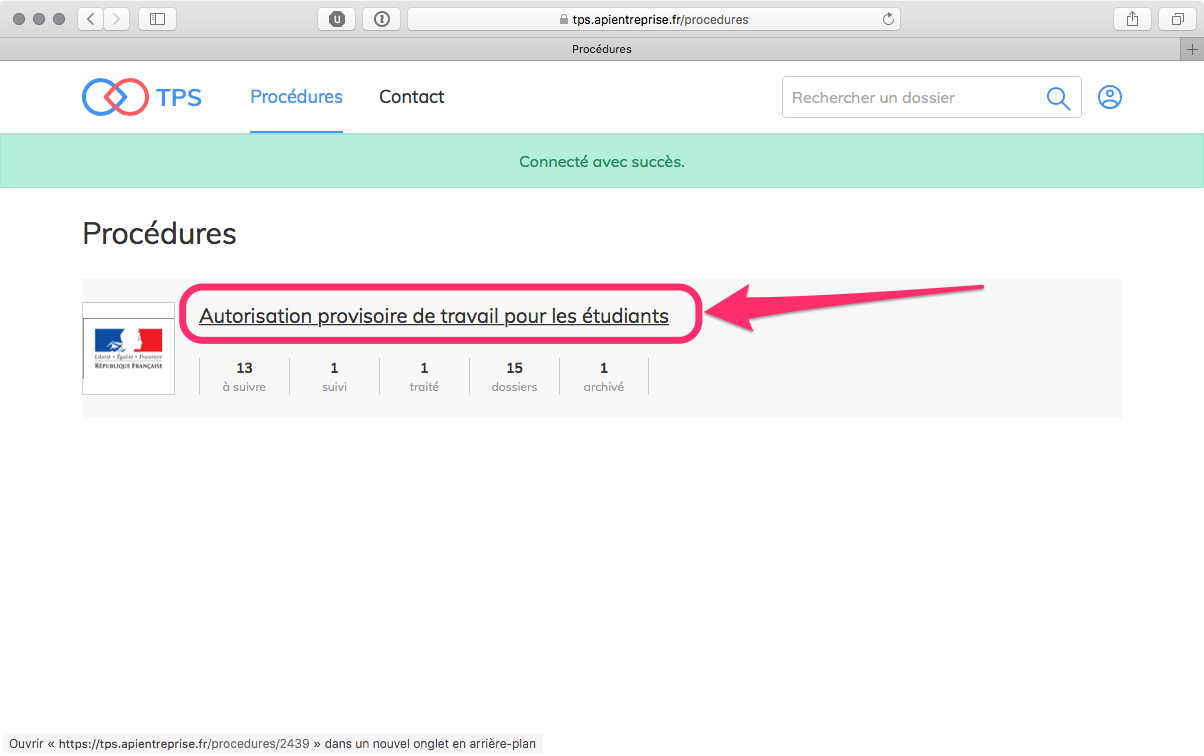 tps.apientreprise.fr/procedures
Procédures
TPS
Procédures
Contact
Rechercher un dossier
Connecté avec succès.
Procédures
Autorisation provisoire de travail pour les étudiants
Liberté • Égalité • Fraternité
RÉPUBLIQUE FRANÇAISE
13 1 1 15 1
à suivre suivi traité dossiers archivé
Ouvrir « https://tps.apientreprise.fr/procedures/2439 » dans un nouvel onglet en arrière-plan